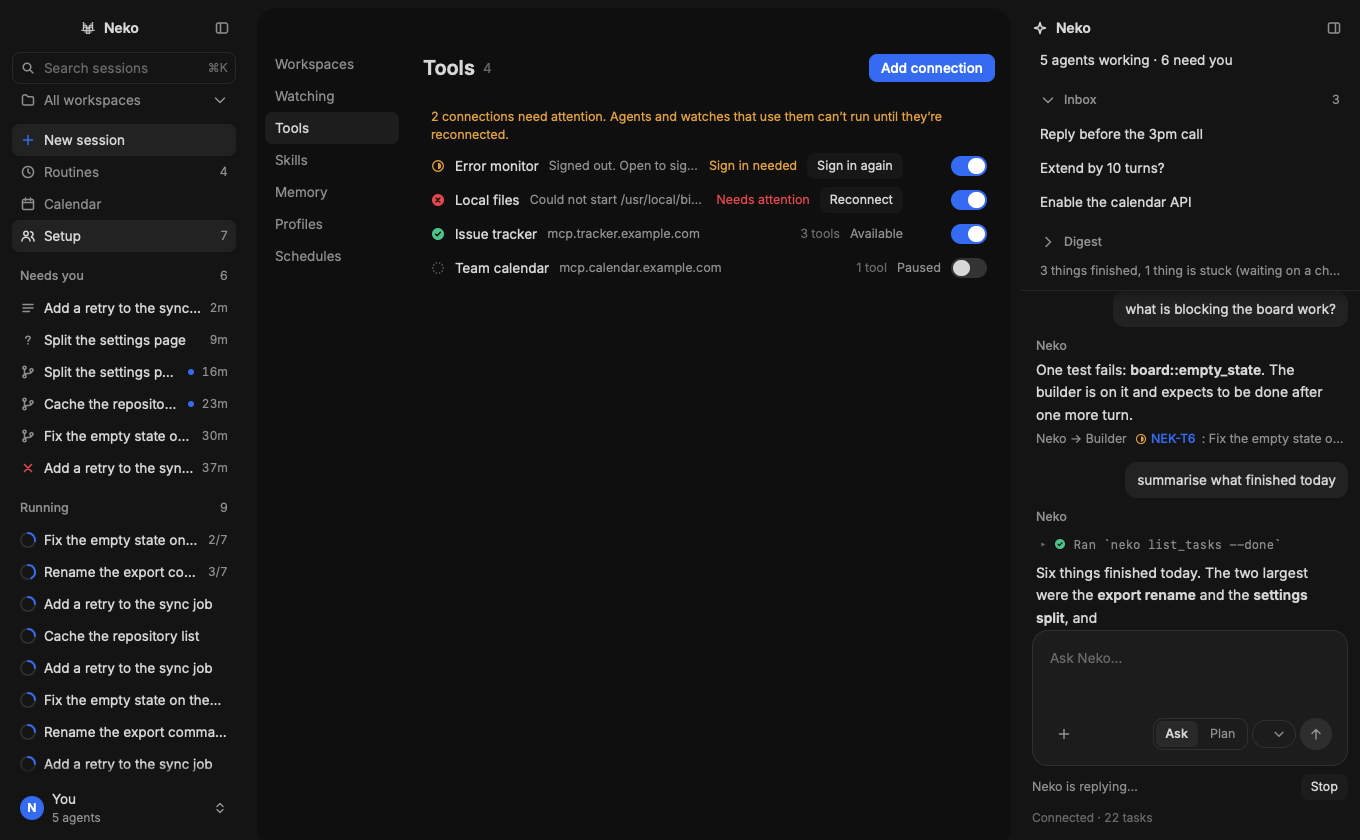 Neko
Search sessions ⌘K
All workspaces
New session
Routines 4
Calendar
Setup 7
Needs you 6
Add a retry to the sync... 2m
Split the settings page 9m
Split the settings p... 16m
Cache the reposito... 23m
Fix the empty state o... 30m
Add a retry to the syn... 37m
Running 9
Fix the empty state on... 2/7
Rename the export co... 3/7
Add a retry to the sync job
Cache the repository list
Add a retry to the sync job
Fix the empty state on the...
Rename the export comma...
Add a retry to the sync job
N
You
5 agents
Workspaces
Watching
Tools
Skills
Memory
Profiles
Schedules
Tools 4
Add connection
2 connections need attention. Agents and watches that use them can’t run until they’re
reconnected.
Error monitor Signed out. Open to sig... Sign in needed Sign in again
Local files Could not start /usr/local/bi... Needs attention Reconnect
Issue tracker mcp.tracker.example.com 3 tools Available
Team calendar mcp.calendar.example.com 1 tool Paused
Neko
5 agents working · 6 need you
Inbox 3
Reply before the 3pm call
Extend by 10 turns?
Enable the calendar API
Digest
3 things finished, 1 thing is stuck (waiting on a ch...
what is blocking the board work?
Neko
One test fails: board::empty_state. The
builder is on it and expects to be done after
one more turn.
Neko → Builder NEK-T6 : Fix the empty state o...
summarise what finished today
Neko
Ran `neko list_tasks --done`
Six things finished today. The two largest
were the export rename and the settings
split, and
Ask Neko...
Ask Plan
Neko is replying... Stop
Connected · 22 tasks